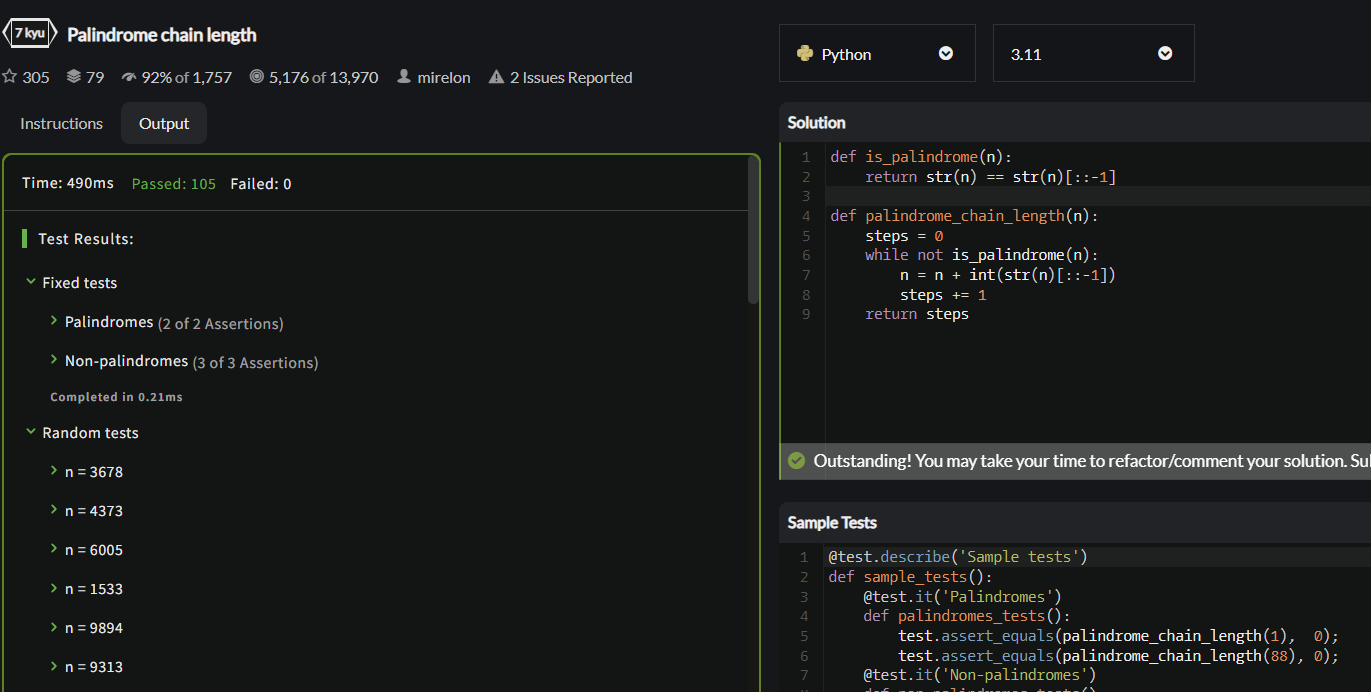 7 kyu Palindrome chain length
305 79 92% of 1,757 5,176 of 13,970 mirelon 2 Issues Reported
Instructions Output
Time: 490ms Passed: 105 Failed: 0
Test Results:
Fixed tests
Palindromes (2 of 2 Assertions)
Non-palindromes (3 of 3 Assertions)
Completed in 0.21ms
Random tests
n = 3678
n = 4373
n = 6005
n = 1533
n = 9894
n = 9313
Python 3.11
Solution
1 def is_palindrome(n):
2     return str(n) == str(n)[::-1]
3
4 def palindrome_chain_length(n):
5     steps = 0
6     while not is_palindrome(n):
7         n = n + int(str(n)[::-1])
8         steps += 1
9     return steps
Outstanding! You may take your time to refactor/comment your solution.
Sample Tests
1 @test.describe('Sample tests')
2 def sample_tests():
3     @test.it('Palindromes')
4     def palindromes_tests():
5         test.assert_equals(palindrome_chain_length(1),  0);
6         test.assert_equals(palindrome_chain_length(88), 0);
7     @test.it('Non-palindromes')